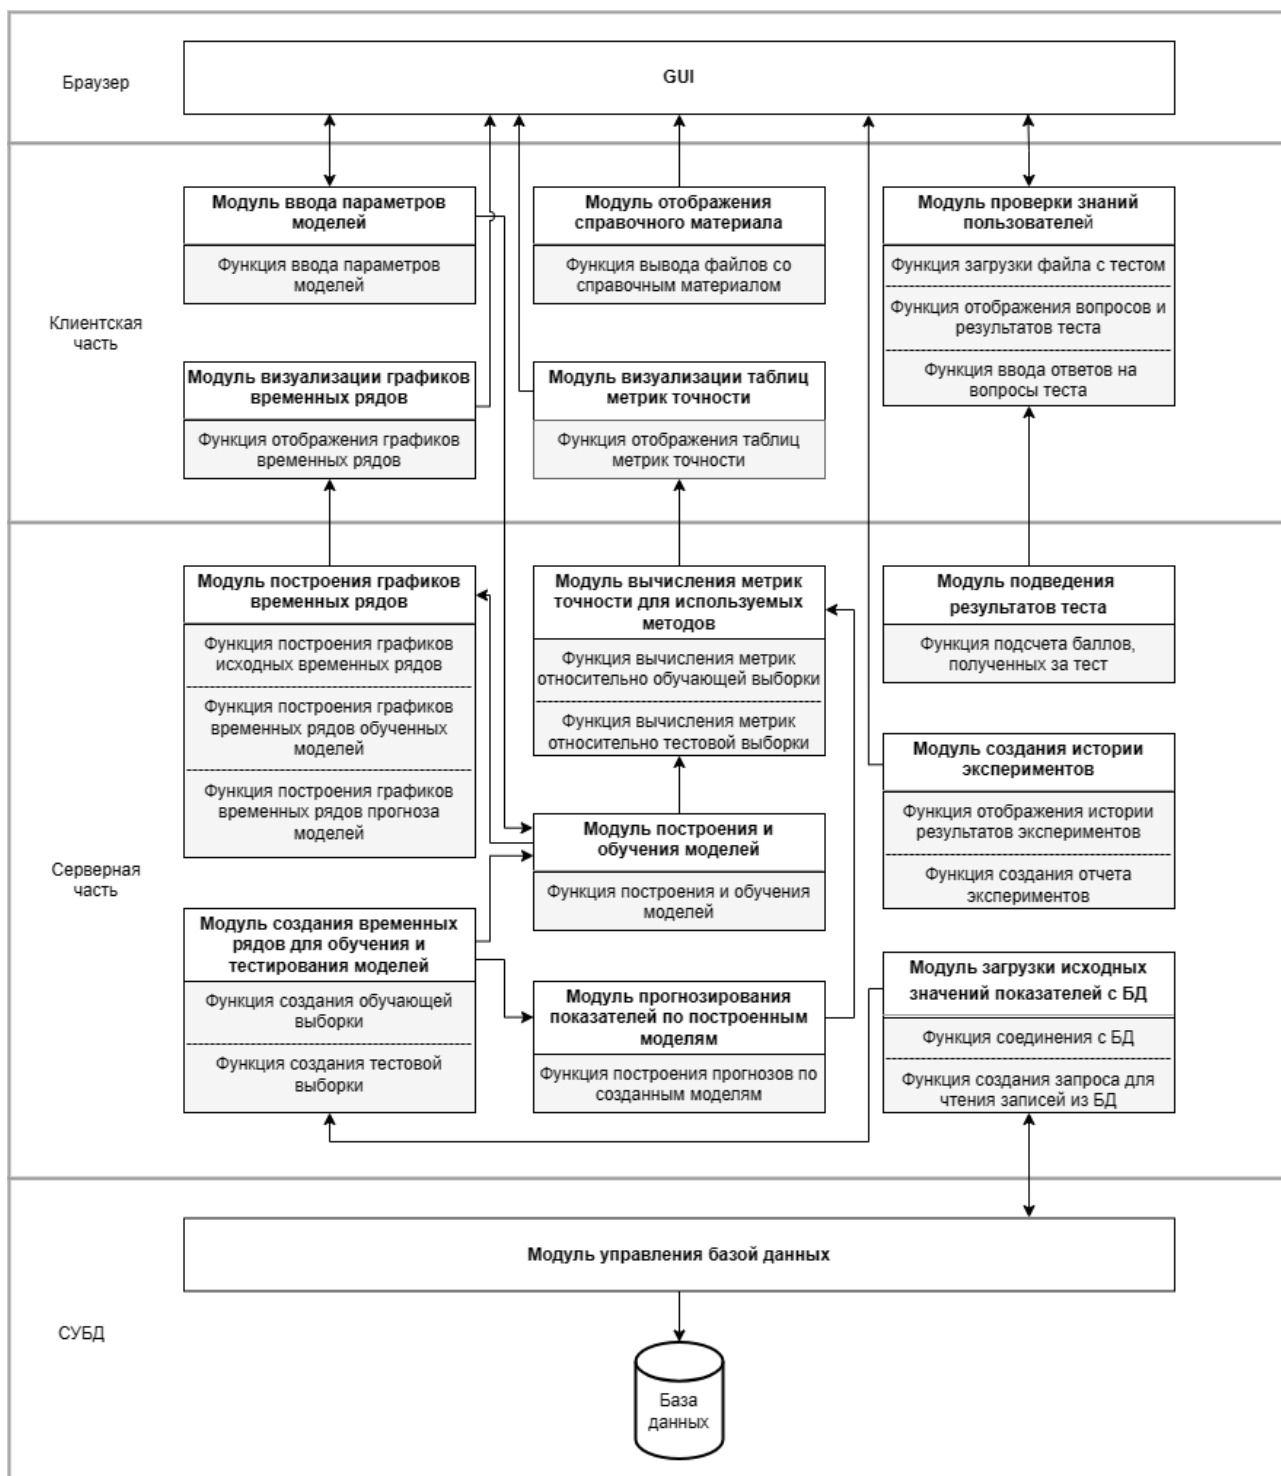 Браузер
GUI
Клиентская
часть
Модуль ввода параметров
моделей
Функция ввода параметров
моделей
Модуль отображения
справочного материала
Функция вывода файлов со
справочным материалом
Модуль проверки знаний
пользователей
Функция загрузки файла с тестом
Функция отображения вопросов и
результатов теста
Функция ввода ответов на
вопросы теста
Модуль визуализации графиков
временных рядов
Функция отображения графиков
временных рядов
Модуль визуализации таблиц
метрик точности
Функция отображения таблиц
метрик точности
Серверная
часть
Модуль построения графиков
временных рядов
Функция построения графиков
исходных временных рядов
Функция построения графиков
временных рядов обученных
моделей
Функция построения графиков
временных рядов прогноза
моделей
Модуль вычисления метрик
точности для используемых
методов
Функция вычисления метрик
относительно обучающей выборки
Функция вычисления метрик
относительно тестовой выборки
Модуль подведения
результатов теста
Функция подсчета баллов,
полученных за тест
Модуль создания истории
экспериментов
Функция отображения истории
результатов экспериментов
Функция создания отчета
экспериментов
Модуль построения и
обучения моделей
Функция построения и обучения
моделей
Модуль создания временных
рядов для обучения и
тестирования моделей
Функция создания обучающей
выборки
Функция создания тестовой
выборки
Модуль прогнозирования
показателей по построенным
моделям
Функция построения прогнозов по
созданным моделям
Модуль загрузки исходных
значений показателей с БД
Функция соединения с БД
Функция создания запроса для
чтения записей из БД
СУБД
Модуль управления базой данных
База
данных